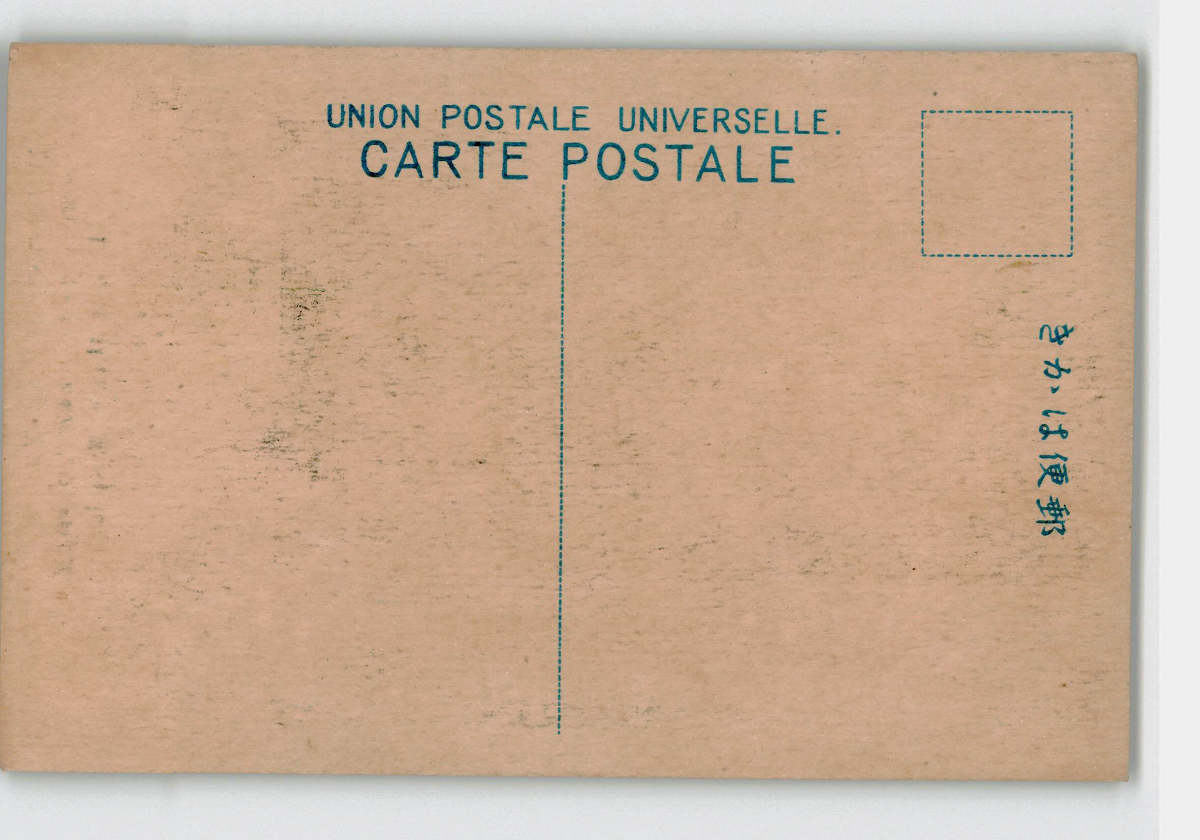 UNION POSTALE UNIVERSELLE.
CARTE POSTALE
きかは便郵